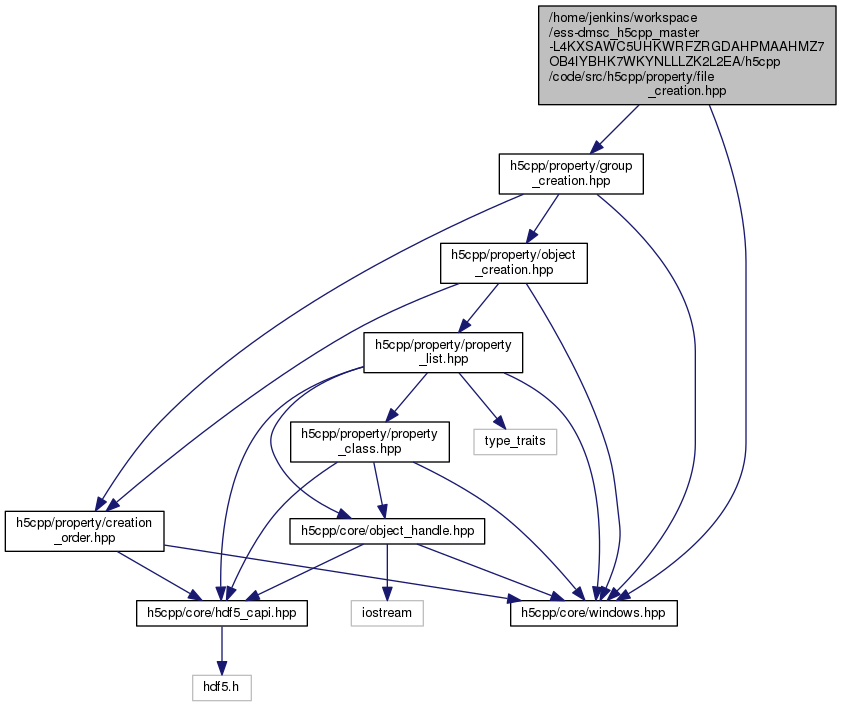 /home/jenkins/workspace
/ess-dmsc_h5cpp_master
-L4KXSAWC5UHKWRFZRGDAHPMAAHMZ7
OB4IYBHK7WKYNLLLZK2L2EA/h5cpp
/code/src/h5cpp/property/file
_creation.hpp
h5cpp/property/group
_creation.hpp
h5cpp/property/object
_creation.hpp
h5cpp/property/property
_list.hpp
h5cpp/property/property
_class.hpp
type_traits
h5cpp/property/creation
_order.hpp
h5cpp/core/object_handle.hpp
h5cpp/core/hdf5_capi.hpp
iostream
h5cpp/core/windows.hpp
hdf5.h